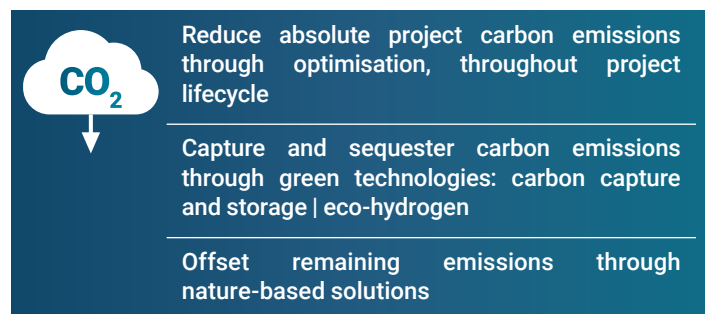 CO2
Reduce absolute project carbon emissions
through optimisation, throughout project
lifecycle
Capture and sequester carbon emissions
through green technologies: carbon capture
and storage | eco-hydrogen
Offset remaining emissions through
nature-based solutions